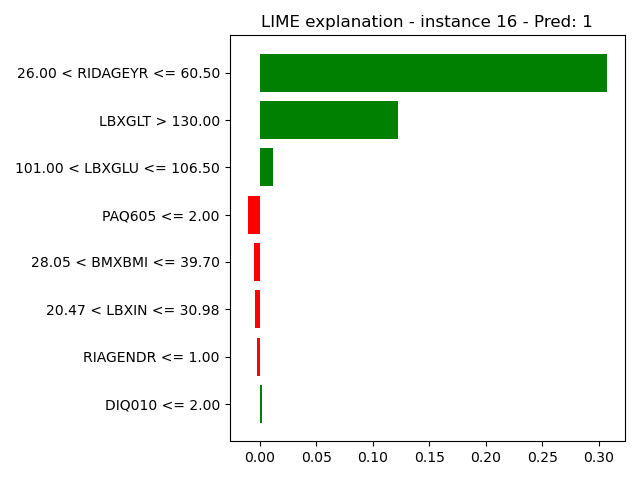 LIME explanation - instance 16 - Pred: 1
26.00 < RIDAGEYR <= 60.50
LBXGLT > 130.00
101.00 < LBXGLU <= 106.50
PAQ605 <= 2.00
28.05 < BMXBMI <= 39.70
20.47 < LBXIN <= 30.98
RIAGENDR <= 1.00
DIQ010 <= 2.00
0.00 0.05 0.10 0.15 0.20 0.25 0.30